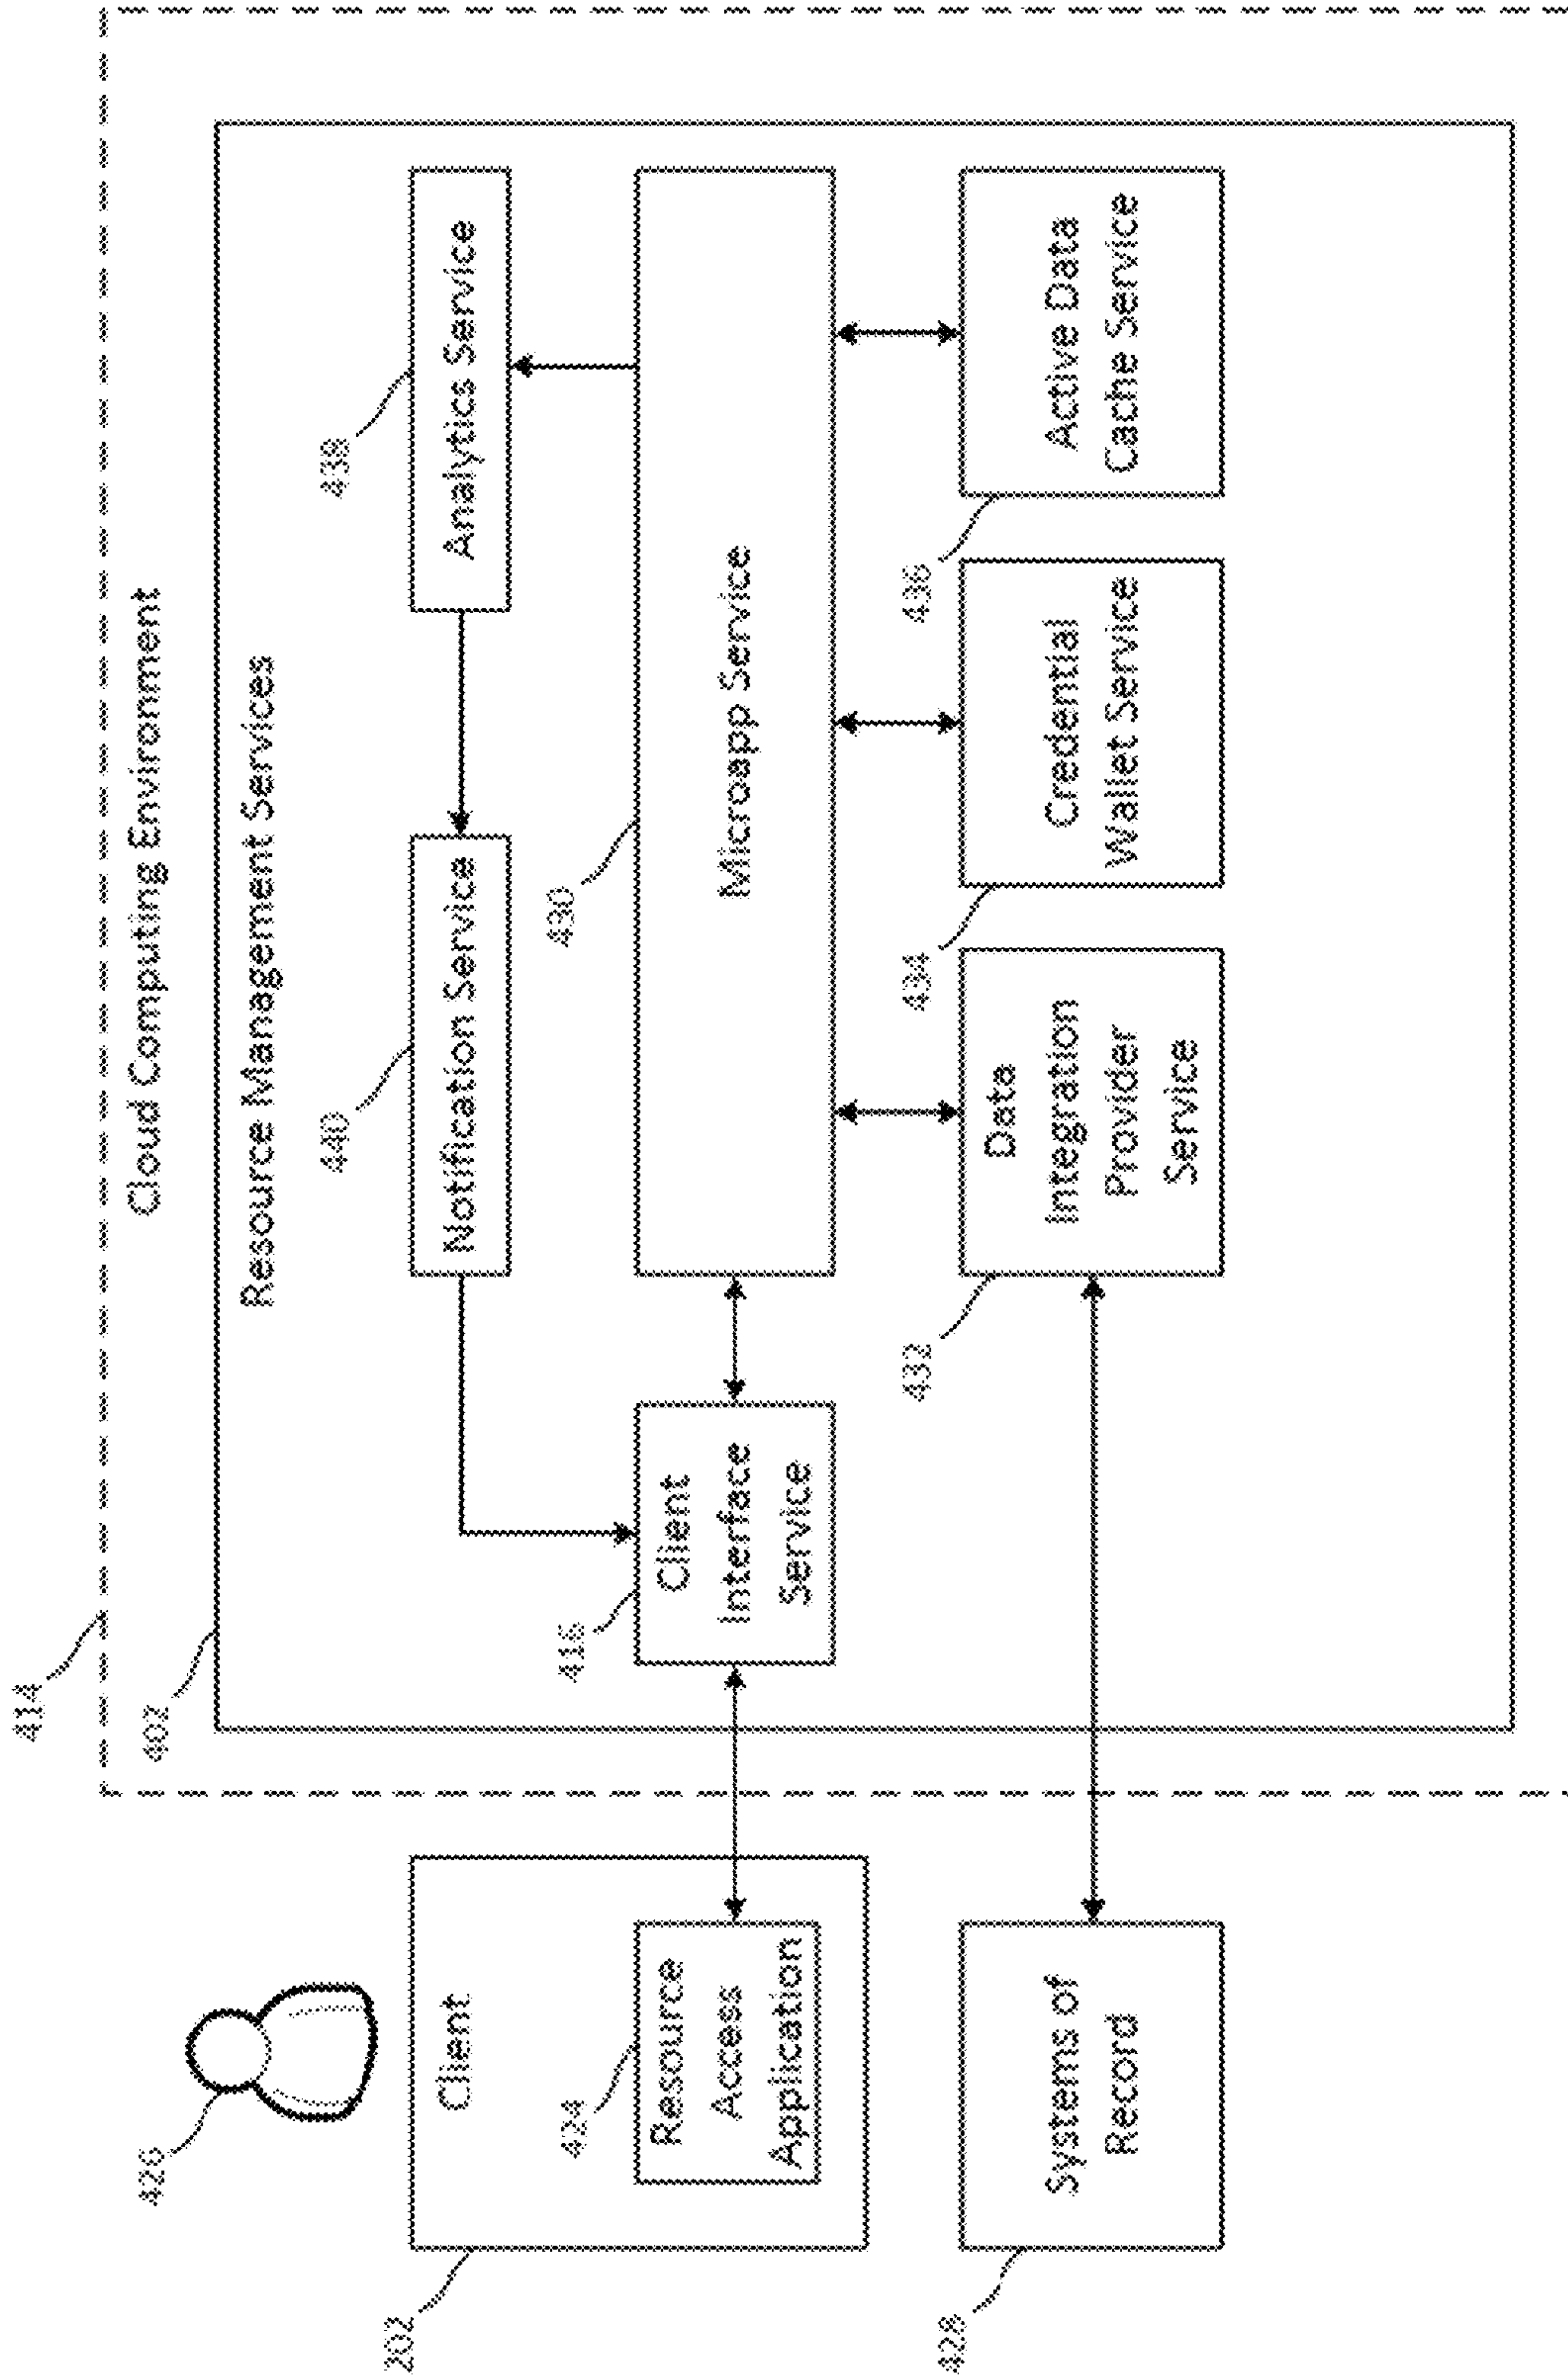 414
Cloud Computing Environment
402
Resource Management Services
426
440
438
202
Client
Notification Service
Analytics Service
424
416
430
Resource
Access
Application
Client
Interface
Service
Microapp Service
432
434
436
428
Systems of
Record
Data
Integration
Provider
Service
Credential
Wallet Service
Active Data
Cache Service